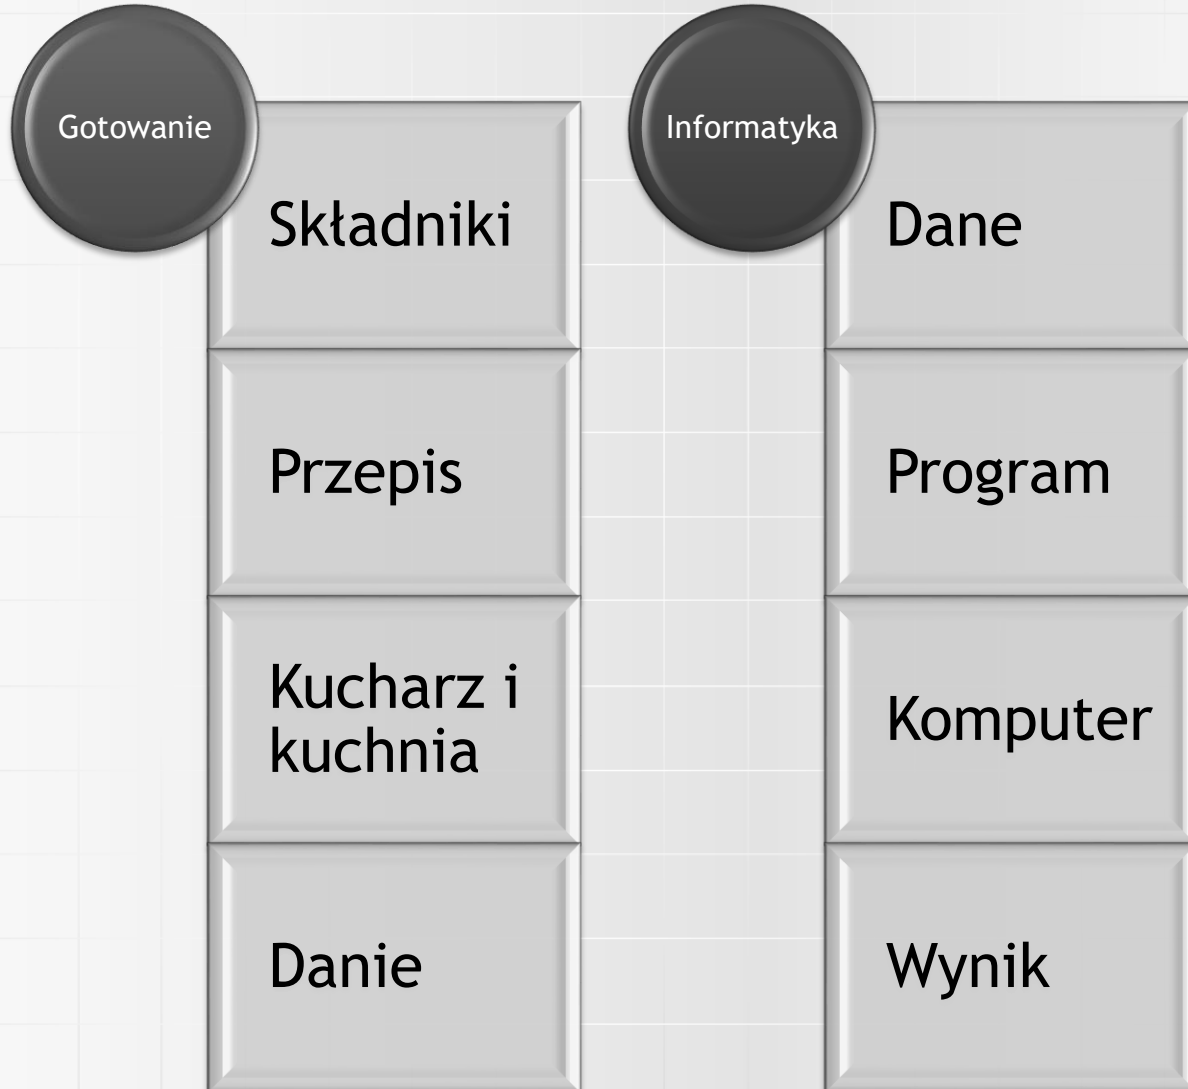 Gotowanie
Składniki
Przepis
Kucharz i
kuchnia
Danie
Informatyka
Dane
Program
Komputer
Wynik